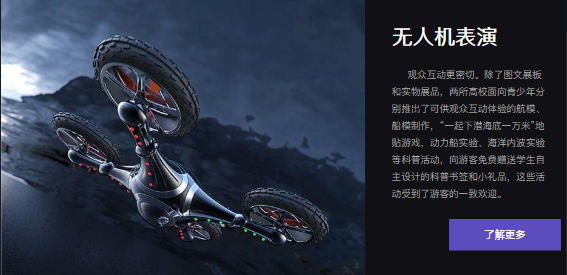 无人机表演
观众互动更密切。除了图文展板
和实物展品，两所高校面向青少年分
别推出了可供观众互动体验的航模、
船模制作，“一起下潜海底一万米”地
贴游戏，动力船实验、海洋内波实验
等科普活动，向游客免费赠送学生自
主设计的科普书签和小礼品，这些活
动受到了游客的一致欢迎。
了解更多